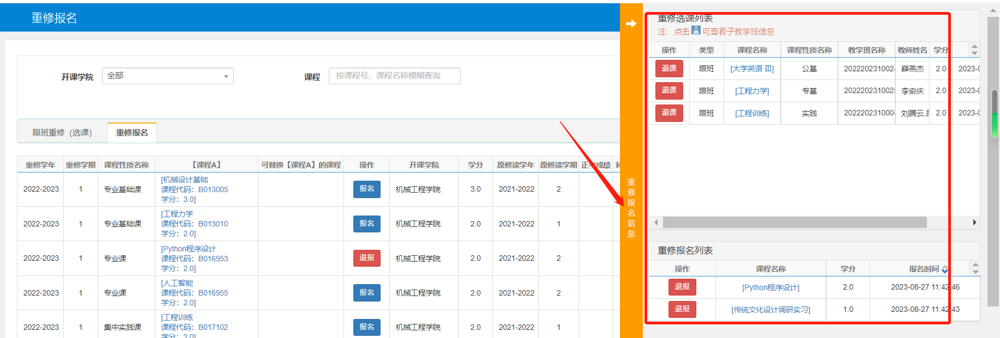 重修报名
开课学院
全部
课程
按课程号、课程名称模糊查询
跟班重修（选课）
重修报名
重修学年 重修学期 课程性质名称 【课程A】 可替换【课程A】的课程 操作 开课学院 学分 原修读学年 原修读学期 正考成绩
2022-2023 1 专业基础课 [机械设计基础
课程代码：B013005
学分：3.0] 报名 机械工程学院 3.0 2021-2022 2
2022-2023 1 专业基础课 [工程力学
课程代码：B013010
学分：2.0] 报名 机械工程学院 2.0 2021-2022 1
2022-2023 1 专业课 [Python程序设计
课程代码：B016953
学分：2.0] 退报 机械工程学院 2.0 2021-2022 2
2022-2023 1 专业课 [人工智能
课程代码：B016955
学分：2.0] 报名 机械工程学院 2.0 2021-2022 2
2022-2023 1 集中实践课 [工程训练
课程代码：B017102
学分：2.0] 报名 机械工程学院 2.0 2021-2022 1
重修报名信息
重修选课列表
注：点击可查看子教学班信息
操作 类型 课程名称 课程性质名称 教学班名称 教师姓名 学分
退课 跟班 [大学英语 Ⅲ] 公基 2022202310024 薛燕杰 2.0 2023-0
退课 跟班 [工程力学] 专基 202220231002 李安庆 2.0 2023-0
退课 跟班 [工程训练] 实践 2022202310004 刘腾云, 2.0 2023-0
重修报名列表
操作 课程名称 学分 报名时间
退报 [Python程序设计] 2.0 2023-08-27 11:42:46
退报 [传统文化设计调研实习] 1.0 2023-08-27 11:42:43